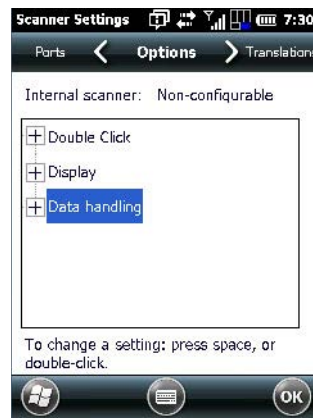 Scanner Settings 7:30
Ports Options Translation
Internal scanner: Non-configurable
Double Click
Display
Data handling
To change a setting: press space, or
double-click.
OK